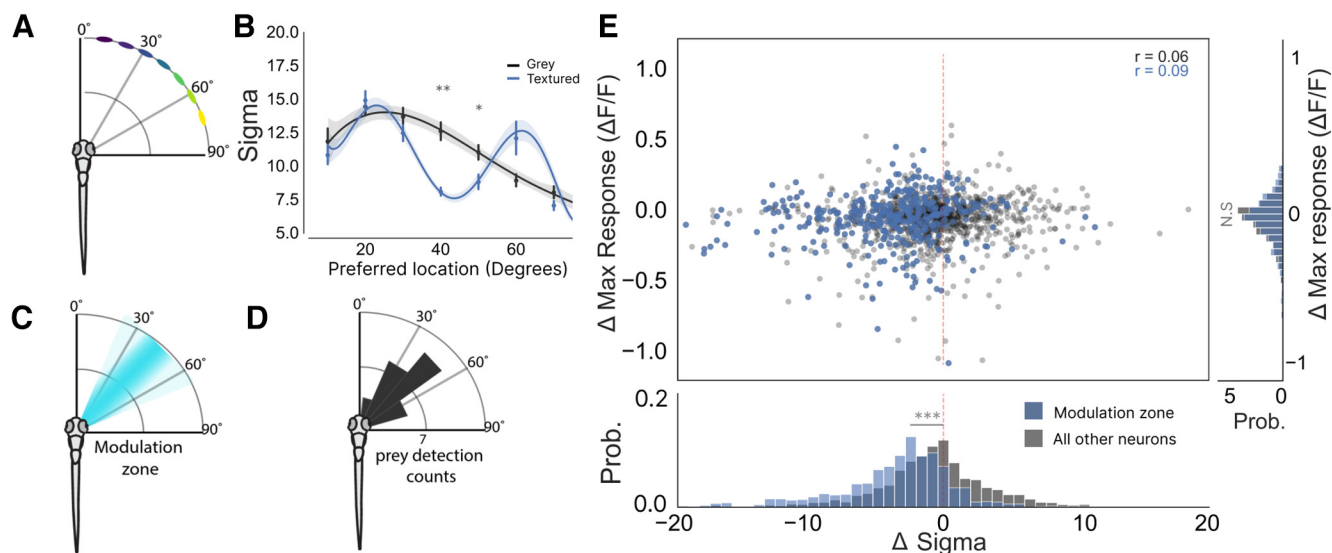 A
0°
30°
60°
90°
B
20.0
17.5
15.0
12.5
10.0
7.5
5.0
Sigma
Grey
Textured
**
*
20
40
60
Preferred location (Degrees)
C
0°
30°
60°
90°
Modulation
zone
D
0°
30°
60°
90°
7
prey detection
counts
E
r = 0.06
r = 0.09
1.0
0.5
0.0
−0.5
−1.0
Δ Max Response (ΔF/F)
1
0
−1
N.S
Δ Max response (ΔF/F)
5
0
Prob.
0.2
0.0
Prob.
***
Modulation zone
All other neurons
−20
−10
0
20
Δ Sigma